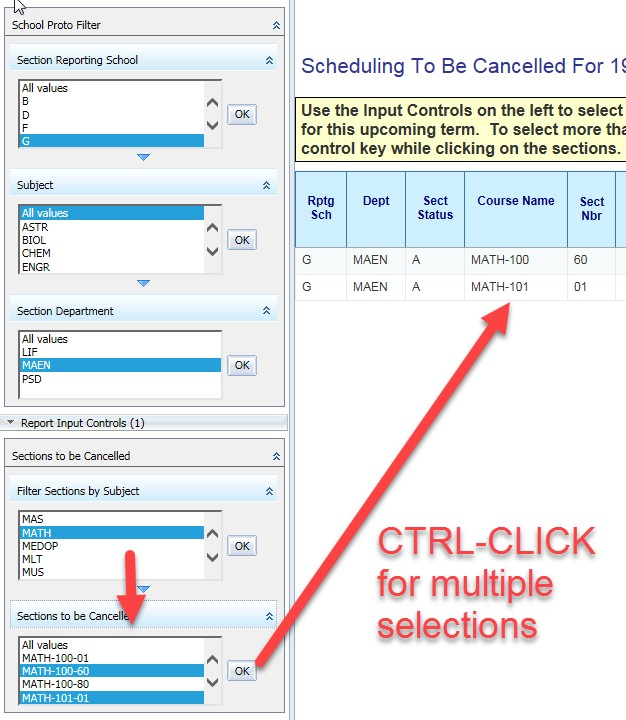 School Proto Filter
Section Reporting School
All values
B
D
F
G
OK
Subject
All values
ASTR
BIOL
CHEM
ENGR
OK
Section Department
All values
LIF
MAEN
PSD
OK
Report Input Controls (1)
Sections to be Cancelled
Filter Sections by Subject
MAS
MATH
MEDOP
MLT
MUS
OK
Sections to be Cancelle
All values
MATH-100-01
MATH-100-60
MATH-100-80
MATH-101-01
OK
Scheduling To Be Cancelled For 19
Use the Input Controls on the left to select
for this upcoming term. To select more tha
control key while clicking on the sections.
Rptg Sch Dept Sect Status Course Name Sect Nbr
G MAEN A MATH-100 60
G MAEN A MATH-101 01
CTRL-CLICK
for multiple
selections